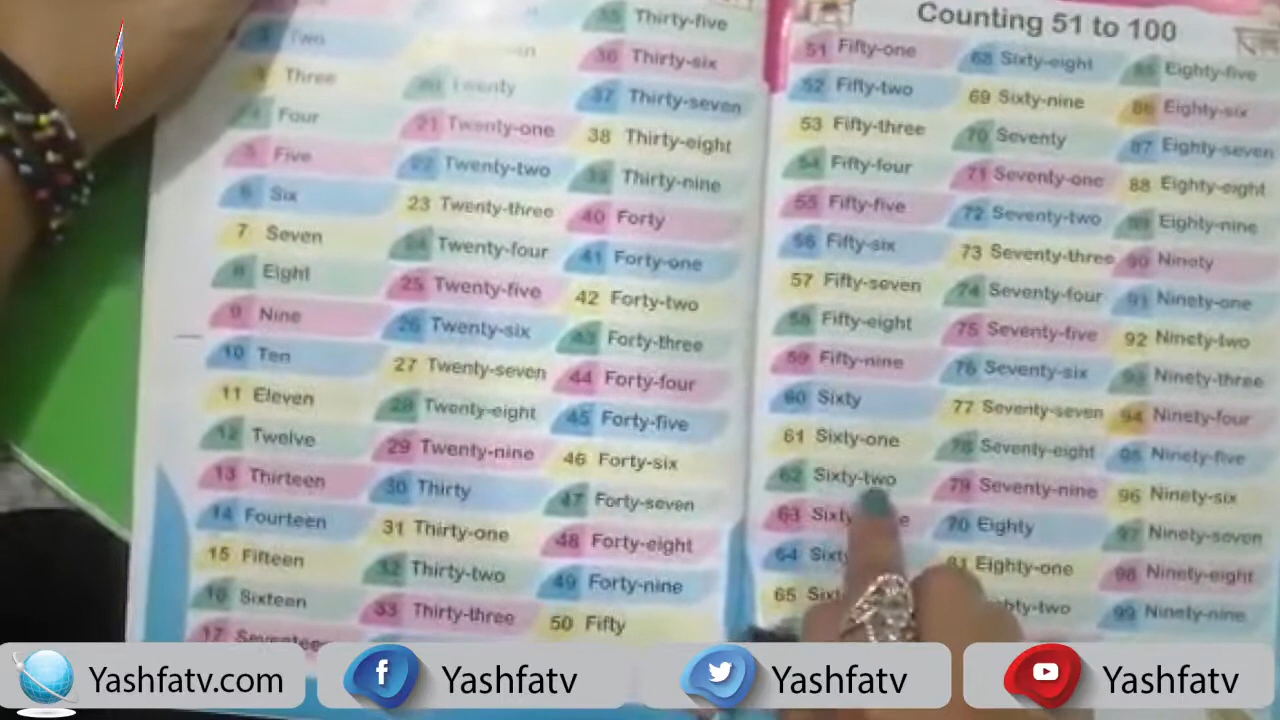 2 Two
3 Three
4 Four
5 Five
6 Six
7 Seven
8 Eight
9 Nine
10 Ten
11 Eleven
12 Twelve
13 Thirteen
14 Fourteen
15 Fifteen
16 Sixteen
17
20 Twenty
21 Twenty-one
22 Twenty-two
23 Twenty-three
24 Twenty-four
25 Twenty-five
26 Twenty-six
27 Twenty-seven
28 Twenty-eight
29 Twenty-nine
30 Thirty
31 Thirty-one
32 Thirty-two
33 Thirty-three
35 Thirty-five
36 Thirty-six
37 Thirty-seven
38 Thirty-eight
39 Thirty-nine
40 Forty
41 Forty-one
42 Forty-two
43 Forty-three
44 Forty-four
45 Forty-five
46 Forty-six
47 Forty-seven
48 Forty-eight
49 Forty-nine
50 Fifty
Counting 51 to 100
51 Fifty-one
52 Fifty-two
53 Fifty-three
54 Fifty-four
55 Fifty-five
56 Fifty-six
57 Fifty-seven
58 Fifty-eight
59 Fifty-nine
60 Sixty
61 Sixty-one
62 Sixty-two
63
64
65
68 Sixty-eight
69 Sixty-nine
70 Seventy
71 Seventy-one
72 Seventy-two
73 Seventy-three
74 Seventy-four
75 Seventy-five
76 Seventy-six
77 Seventy-seven
78 Seventy-eight
79 Seventy-nine
70 Eighty
81 Eighty-one
85 Eighty-five
86 Eighty-six
87 Eighty-seven
88 Eighty-eight
89 Eighty-nine
90 Ninety
91 Ninety-one
92 Ninety-two
93 Ninety-three
94 Ninety-four
95 Ninety-five
96 Ninety-six
97 Ninety-seven
98 Ninety-eight
99 Ninety-nine
Yashfatv.com
Yashfatv
Yashfatv
Yashfatv